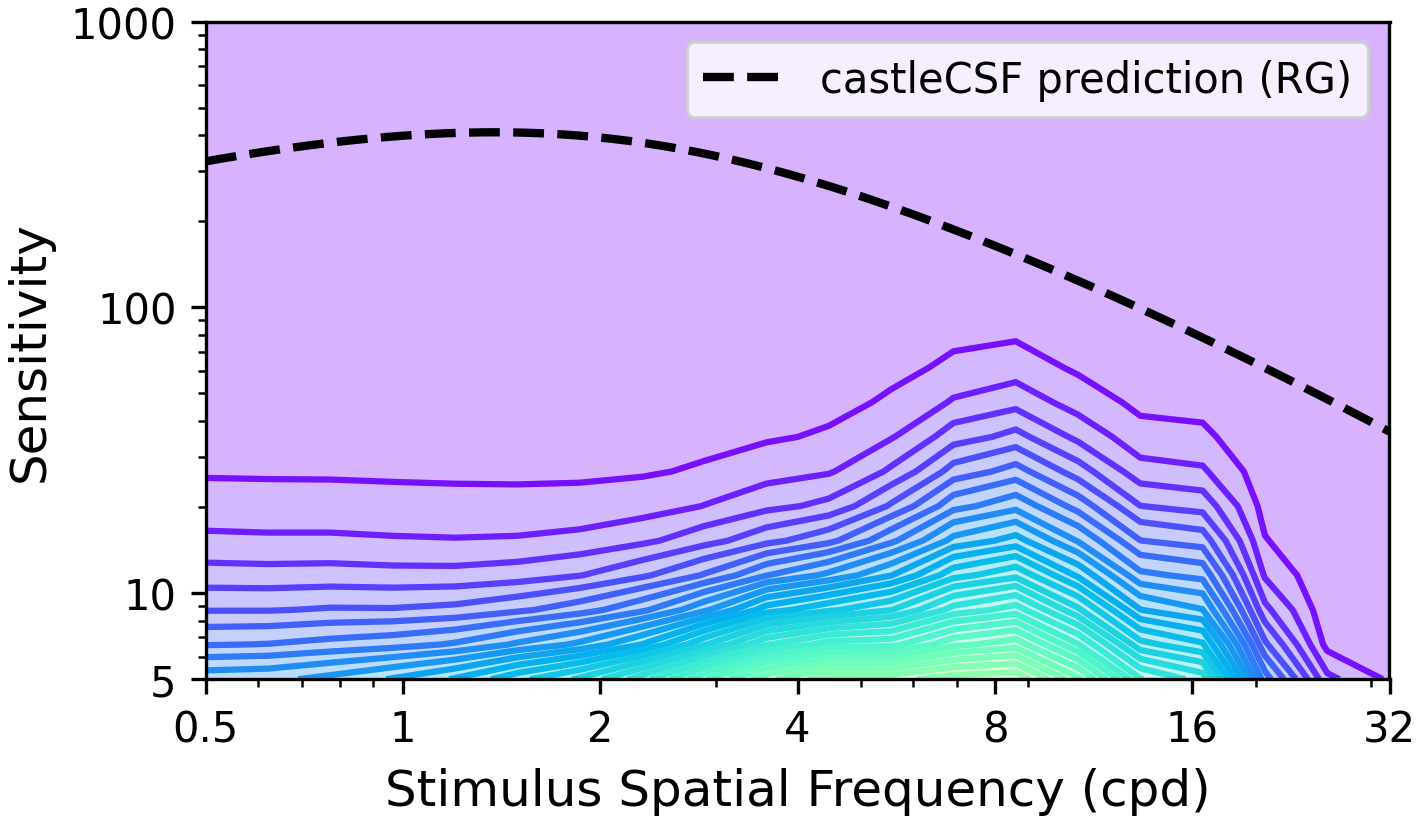 1000
castleCSF prediction (RG)
Sensitivity
100
10
5
0.5 1 2 4 8 16 32
Stimulus Spatial Frequency (cpd)